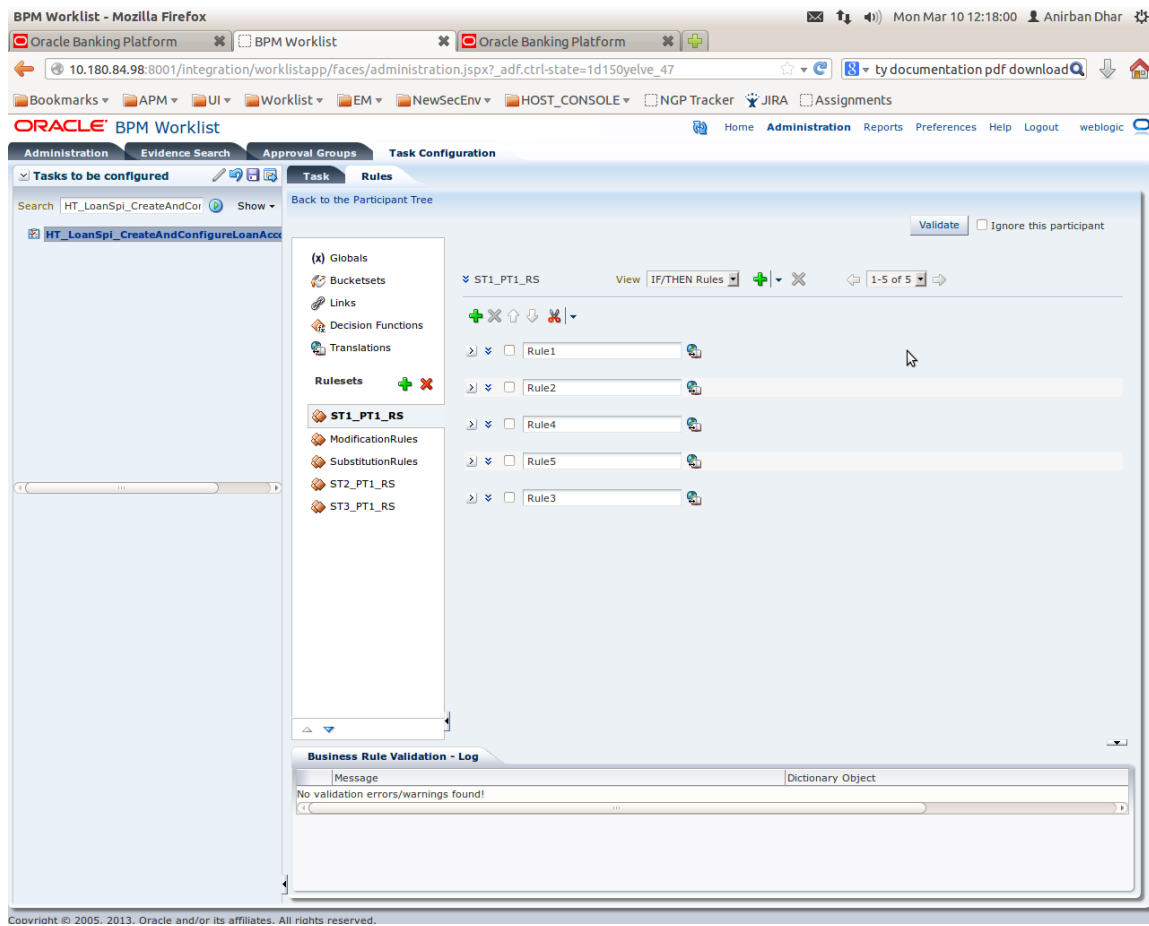 BPM Worklist - Mozilla Firefox
Mon Mar 10 12:18:00 Anirban Dhar
Oracle Banking Platform
BPM Worklist
Oracle Banking Platform
10.180.84.98:8001/integration/worklistapp/faces/administration.jspx?_adf.ctrl-state=1d150yelve_47
ty documentation pdf download
Bookmarks APM UI Worklist EM NewSecEnv HOST_CONSOLE NGP Tracker JIRA Assignments
ORACLE BPM Worklist
Home Administration Reports Preferences Help Logout weblogic
Administration Evidence Search Approval Groups Task Configuration
Tasks to be configured
Task Rules
Search HT_LoanSpi_CreateAndCor Show
Back to the Participant Tree
HT_LoanSpi_CreateAndConfigureLoanAcco
Validate Ignore this participant
(x) Globals
Bucketsets
Links
Decision Functions
Translations
Rulesets
ST1_PT1_RS
ModificationRules
SubstitutionRules
ST2_PT1_RS
ST3_PT1_RS
ST1_PT1_RS View IF/THEN Rules 1-5 of 5
Rule1
Rule2
Rule4
Rule5
Rule3
Business Rule Validation - Log
Message Dictionary Object
No validation errors/warnings found!
Copyright © 2005, 2013, Oracle and/or its affiliates. All rights reserved.